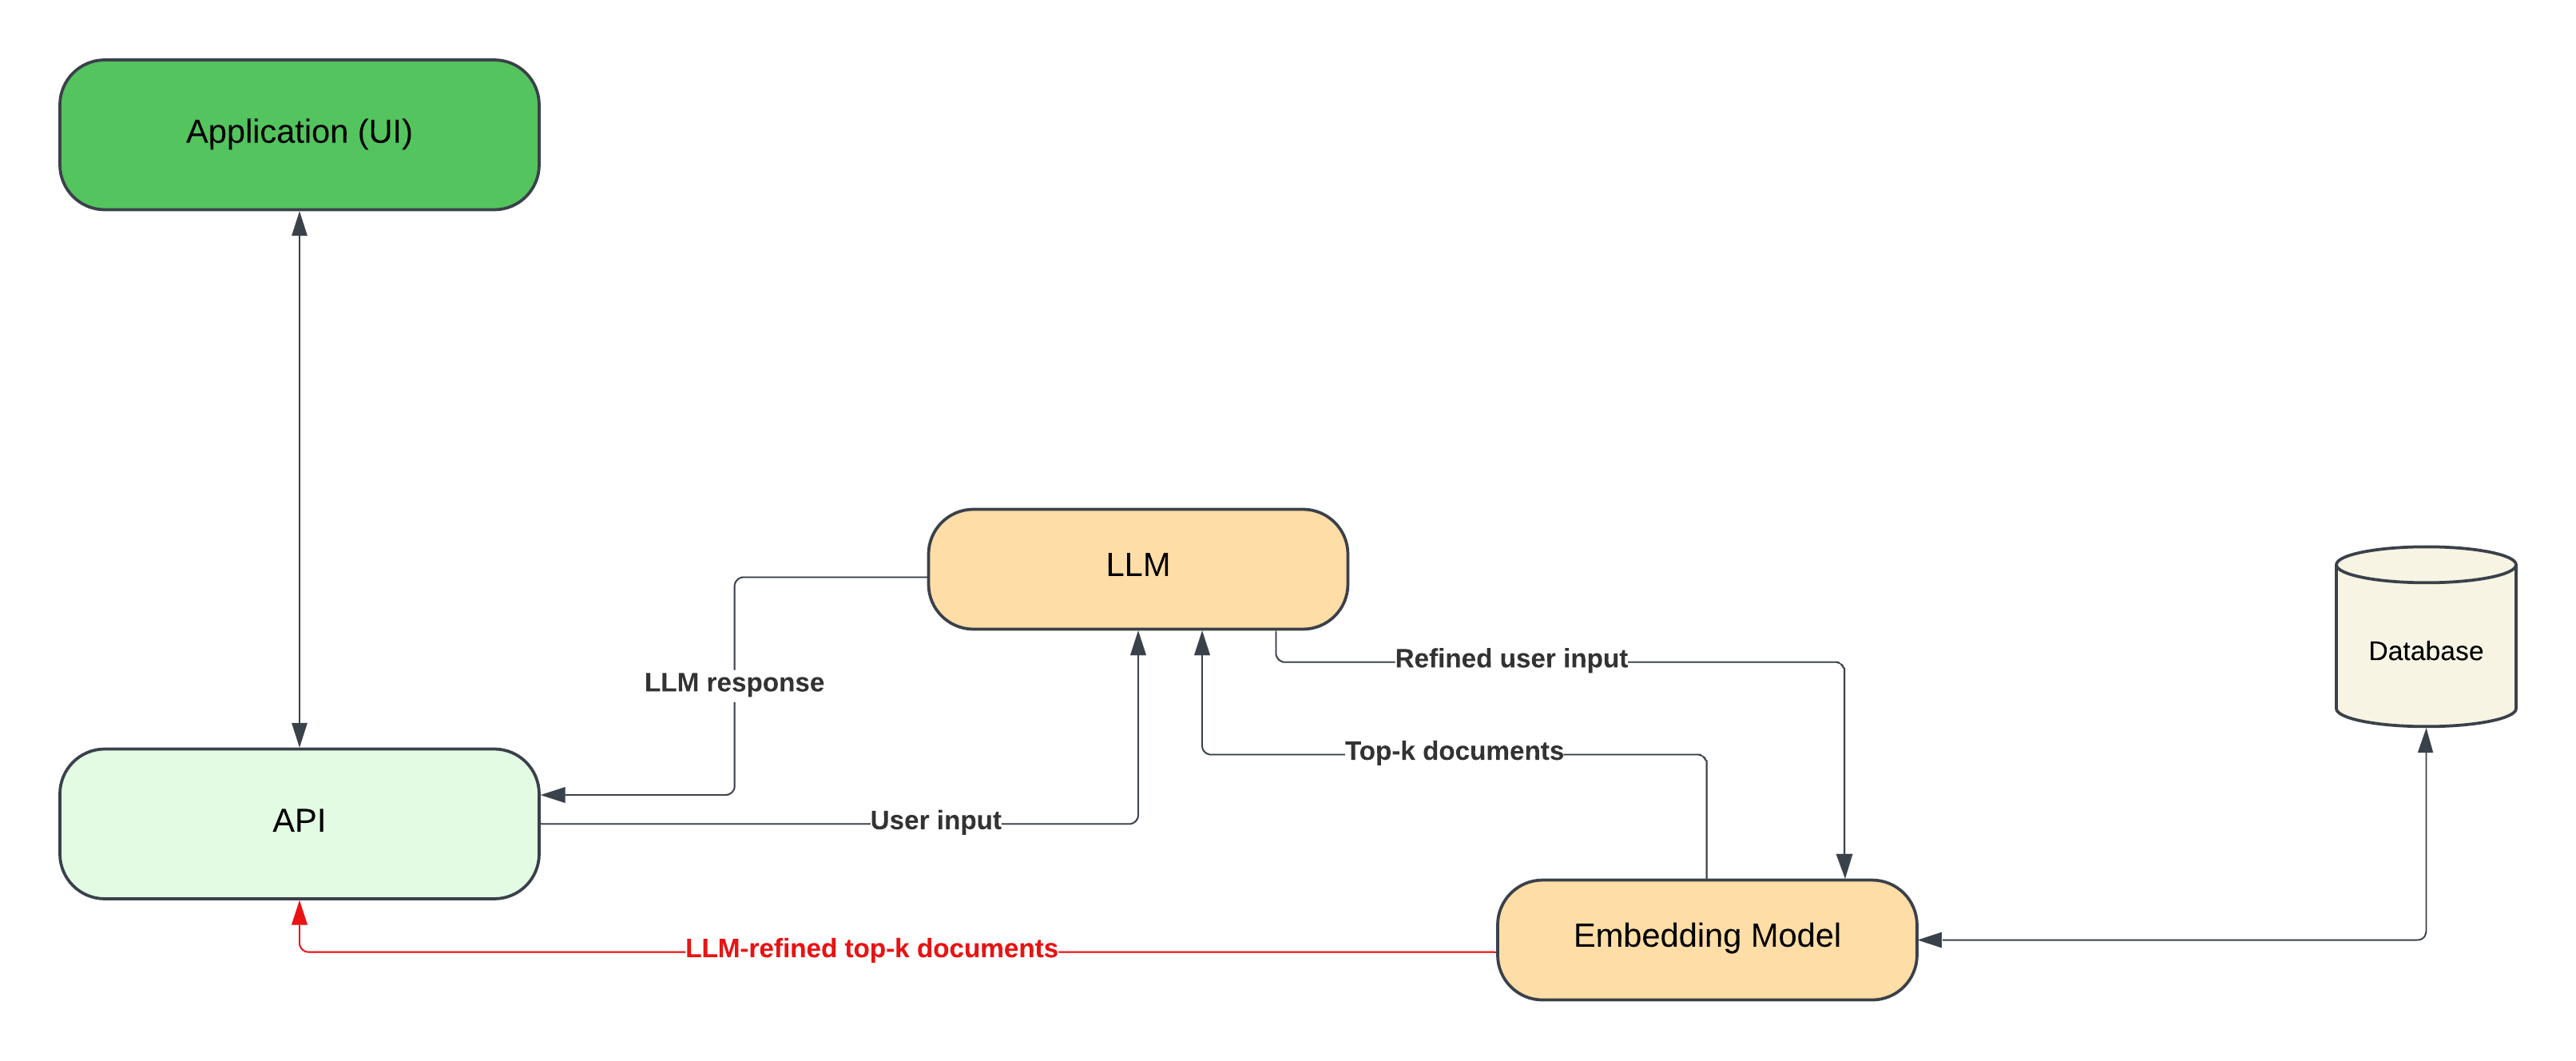 Application (UI)
LLM
Database
Refined user input
LLM response
Top-k documents
API
User input
Embedding Model
LLM-refined top-k documents